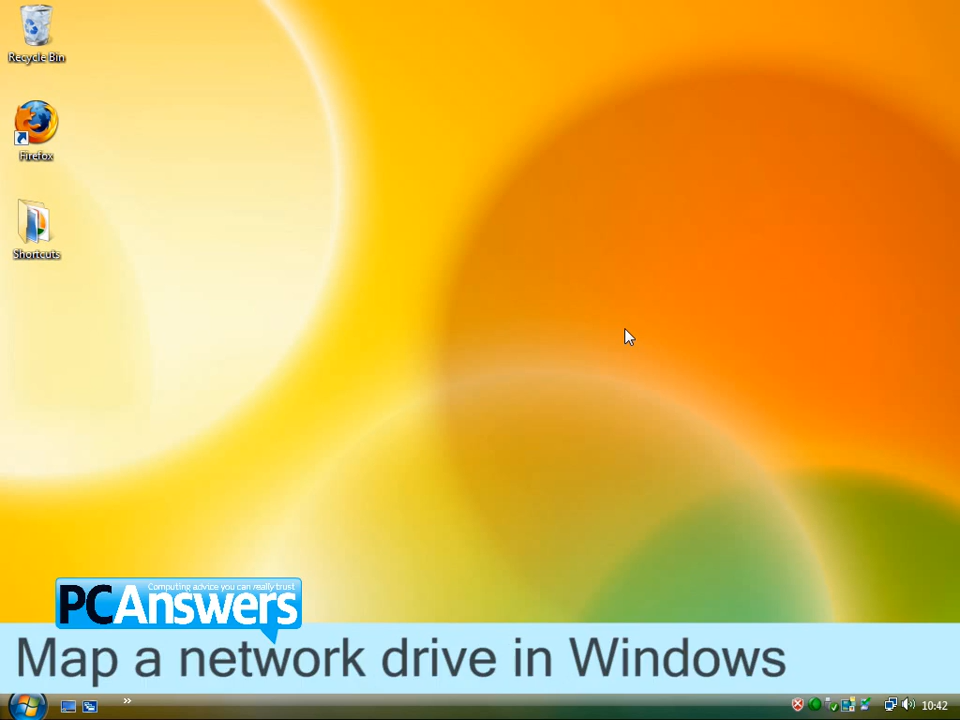 Recycle Bin
Firefox
Shortcuts
Computing advice you can really trust
PCAnswers
Map a network drive in Windows
»
10:42